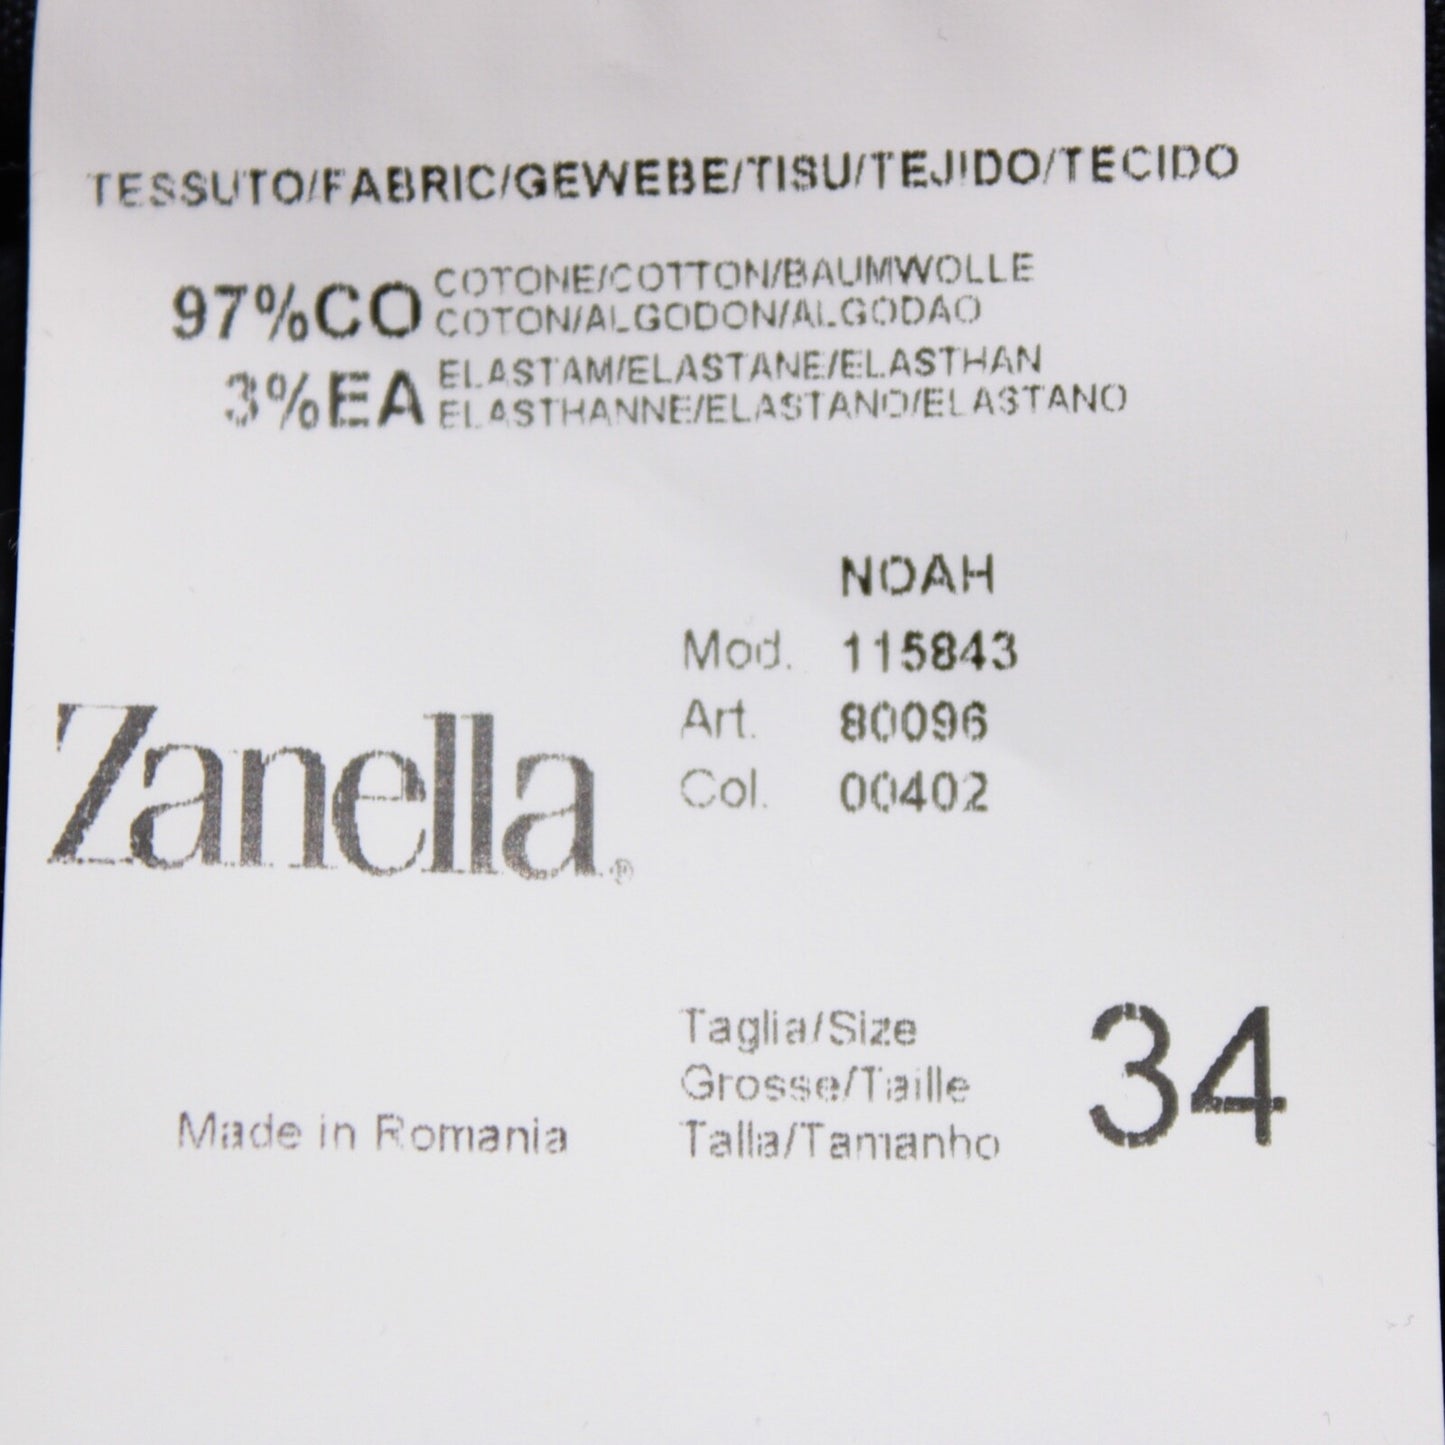 TESSUTO/FABRIC/GEWEBE/TISU/TEJIDO/TECIDO
97%CO COTONE/COTTON/BAUMWOLLE
COTON/ALGODON/ALGODAO
3%EA ELASTAM/ELASTANE/ELASTHAN
ELASTHANNE/ELASTANO/ELASTANO
NOAH
Mod. 115843
Art. 80096
Col. 00402
Zanella®
Taglia/Size
Grosse/Taille
Talla/Tamanho
34
Made in Romania